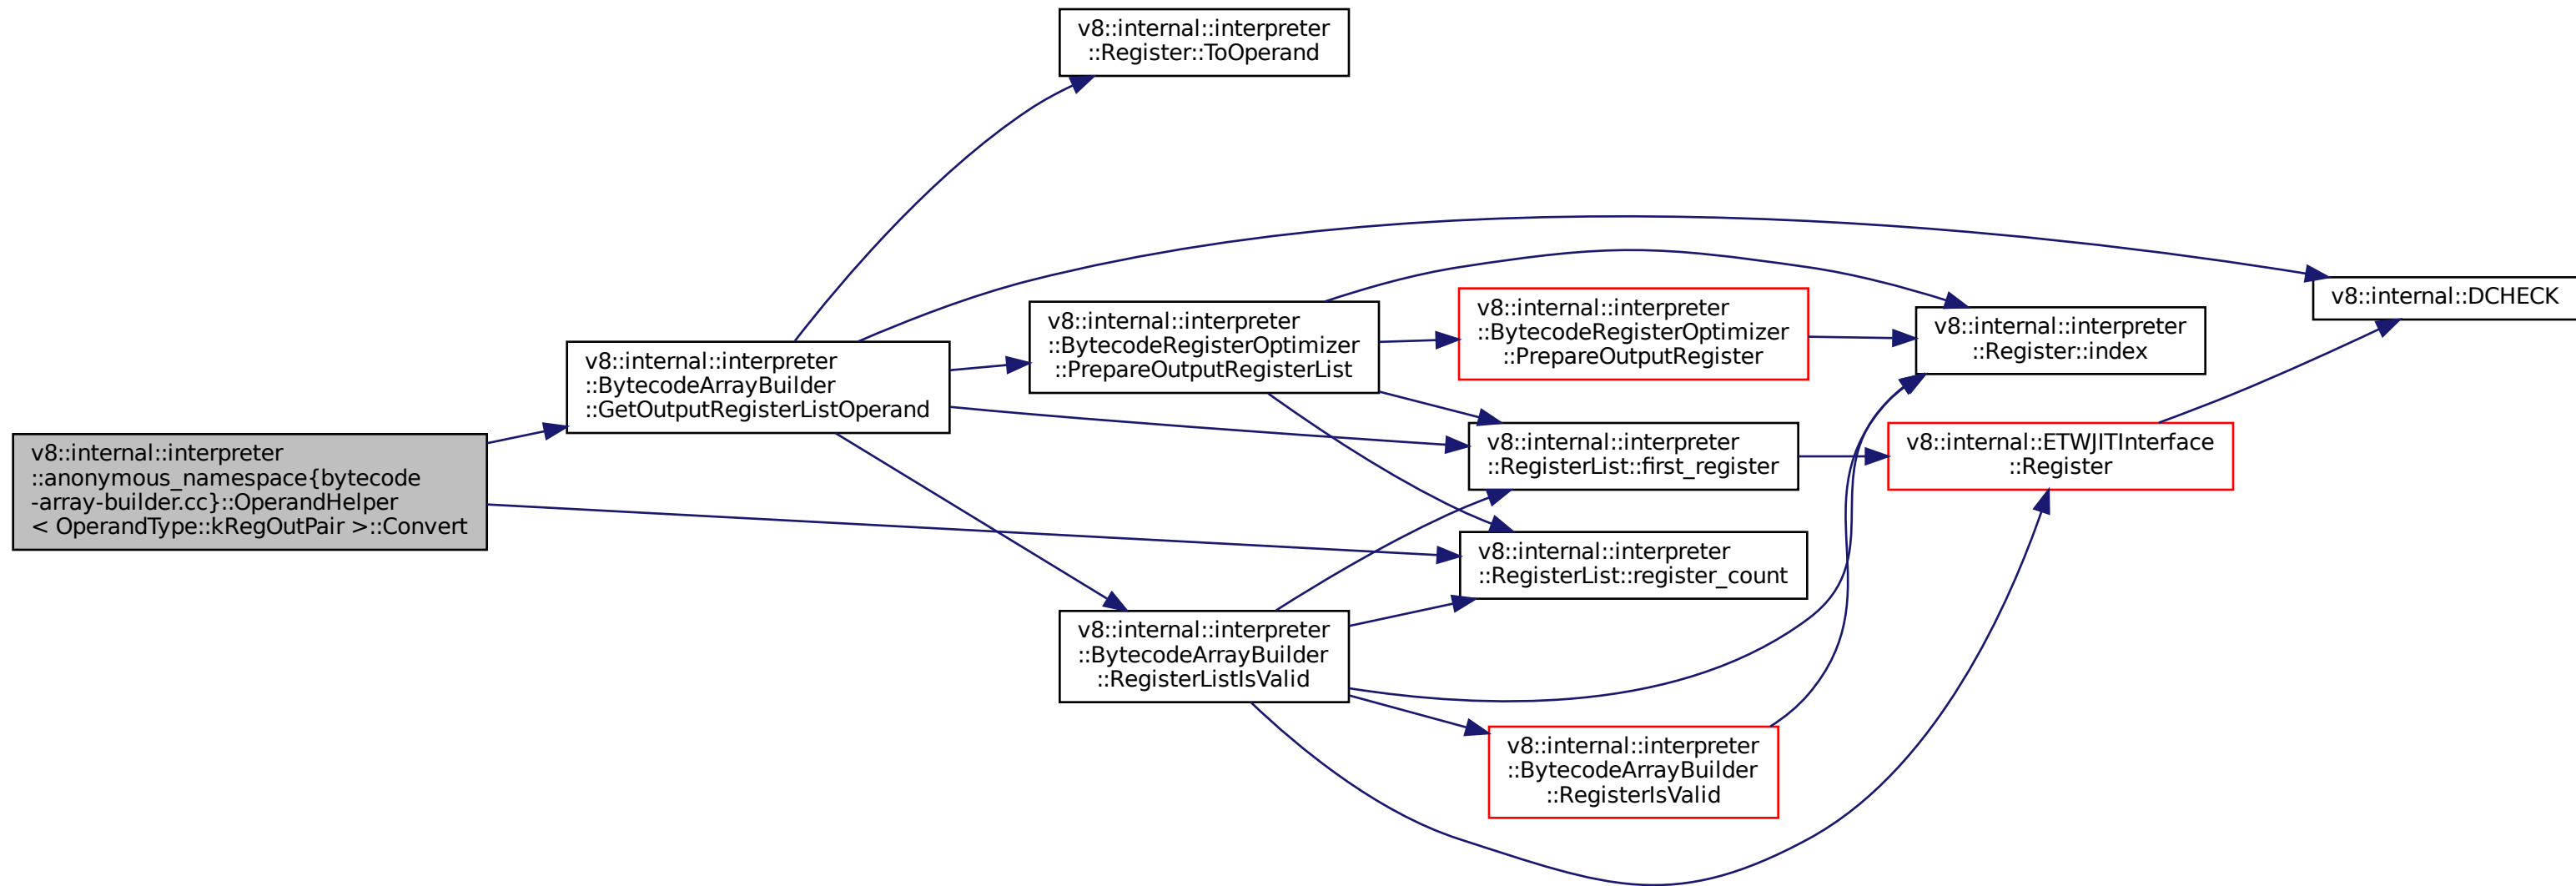 v8::internal::interpreter
::Register::ToOperand
v8::internal::DCHECK
v8::internal::interpreter
::BytecodeRegisterOptimizer
::PrepareOutputRegister
v8::internal::interpreter
::BytecodeRegisterOptimizer
::PrepareOutputRegisterList
v8::internal::interpreter
::Register::index
v8::internal::interpreter
::BytecodeArrayBuilder
::GetOutputRegisterListOperand
v8::internal::interpreter
::RegisterList::first_register
v8::internal::ETWJITInterface
::Register
v8::internal::interpreter
::anonymous_namespace{bytecode
-array-builder.cc}::OperandHelper
< OperandType::kRegOutPair >::Convert
v8::internal::interpreter
::RegisterList::register_count
v8::internal::interpreter
::BytecodeArrayBuilder
::RegisterListIsValid
v8::internal::interpreter
::BytecodeArrayBuilder
::RegisterIsValid